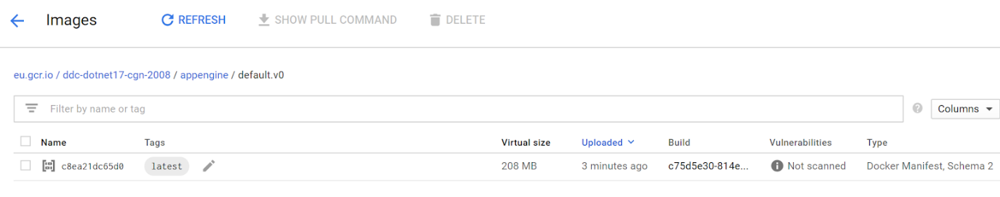 Images REFRESH SHOW PULL COMMAND DELETE
eu.gcr.io / ddc-dotnet17-cgn-2008 / appengine / default.v0
Filter by name or tag Columns
Name Tags Virtual size Uploaded Build Vulnerabilities Type
c8ea21dc65d0 latest 208 MB 3 minutes ago c75d5e30-814e... Not scanned Docker Manifest, Schema 2